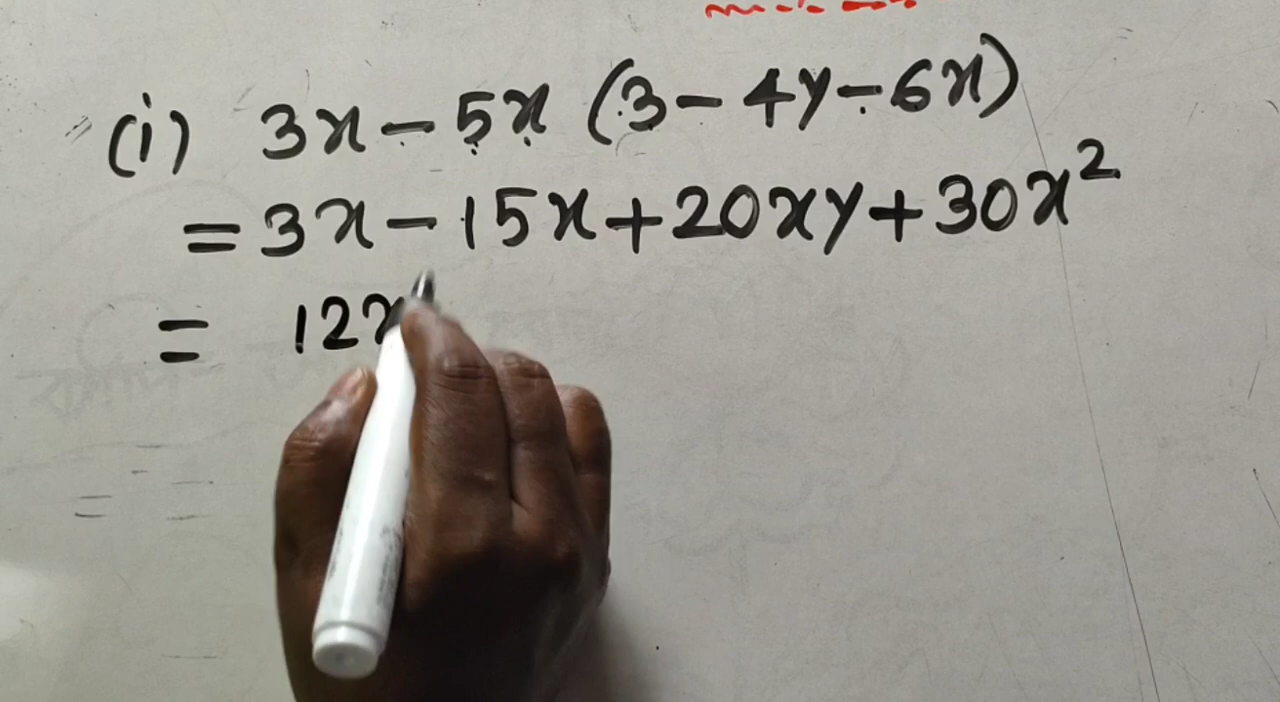 (i) 3x - 5x (3 - 4y - 6x)
= 3x - 15x + 20xy + 30x²
= 12x